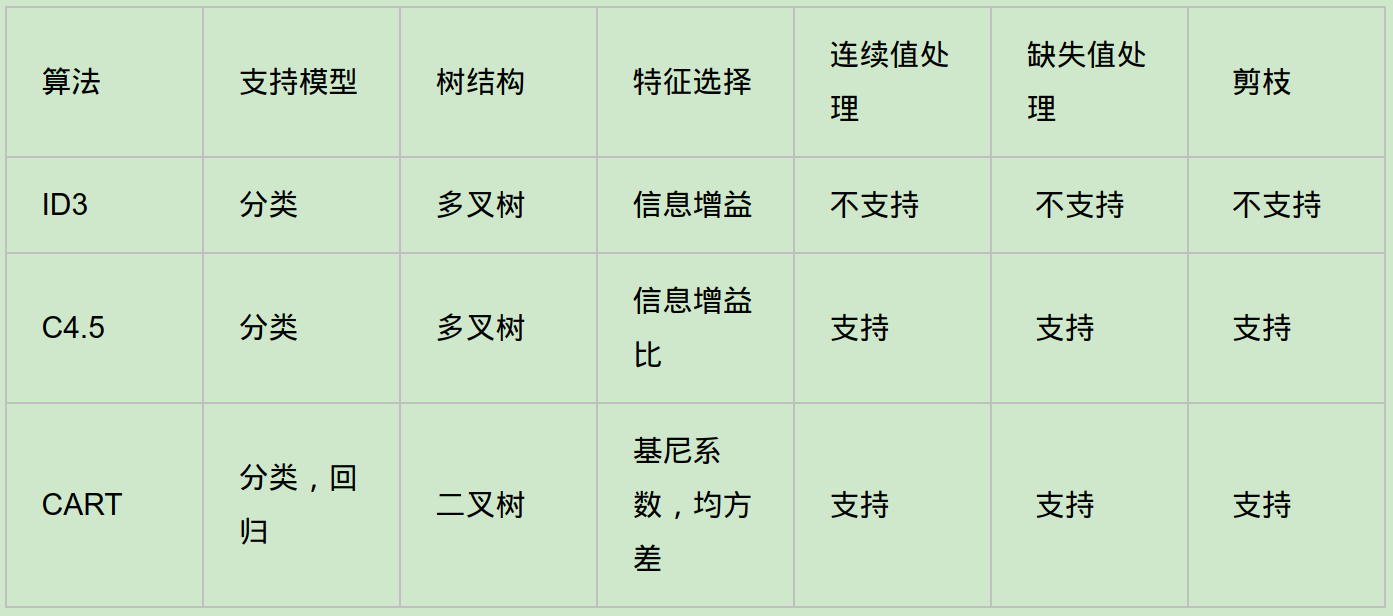 算法 支持模型 树结构 特征选择 连续值处
理 缺失值处
理 剪枝
ID3 分类 多叉树 信息增益 不支持 不支持 不支持
C4.5 分类 多叉树 信息增益
比 支持 支持 支持
CART 分类，回
归 二叉树 基尼系
数，均方
差 支持 支持 支持